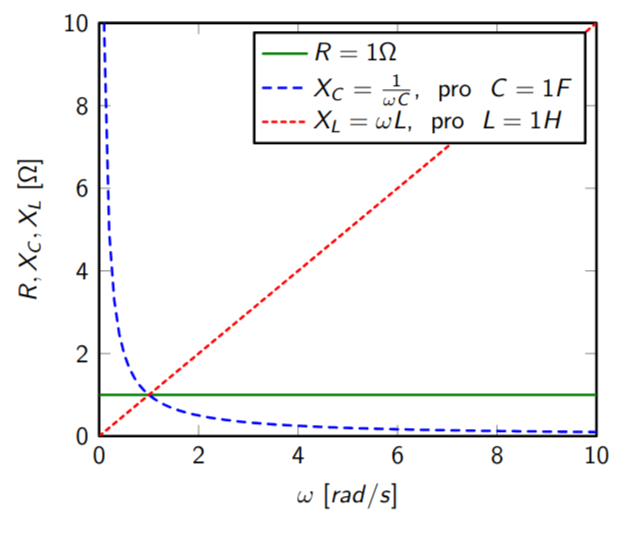 10
8
6
4
2
0
R, X_C, X_L [Ω]
R = 1Ω
X_C = \frac{1}{ωC}, pro C = 1F
X_L = ωL, pro L = 1H
0 2 4 6 8 10
ω [rad/s]